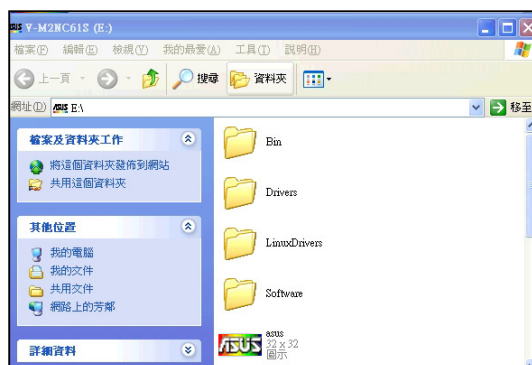 ASUS V-M2NC61S (E:)
檔案(F) 編輯(E) 檢視(V) 我的最愛(A) 工具(T) 說明(H)
上一頁 搜尋 資料夾
網址(D) ASUS E:\ 移至
檔案及資料夾工作
將這個資料夾發佈到網站
共用這個資料夾
其他位置
我的電腦
我的文件
共用文件
網路上的芳鄰
詳細資料
Bin
Drivers
LinuxDrivers
Software
ASUS
asus
32 x 32
圖示